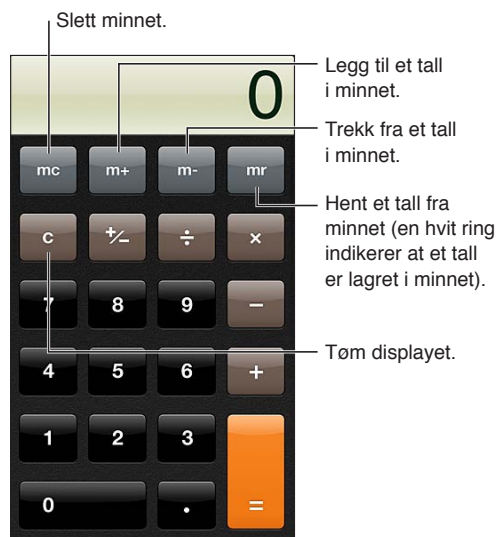 Slett minnet.
Legg til et tall
i minnet.
Trekk fra et tall
i minnet.
Hent et tall fra
minnet (en hvit ring
indikerer at et tall
er lagret i minnet).
Tøm displayet.
0
mc m+ m- mr
c +/− ÷ ×
7 8 9 −
4 5 6 +
1 2 3
0 . =